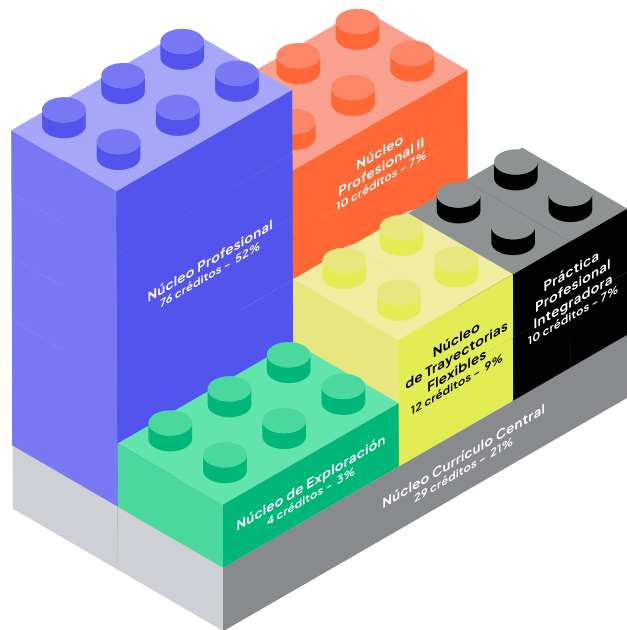 Núcleo
Profesional II
10 créditos - 7%
Núcleo Profesional
76 créditos - 52%
Práctica
Profesional
Integradora
10 créditos - 7%
Núcleo
de Trayectorias
Flexibles
12 créditos - 9%
Núcleo de Exploración
4 créditos - 3%
Núcleo Currículo Central
29 créditos - 21%